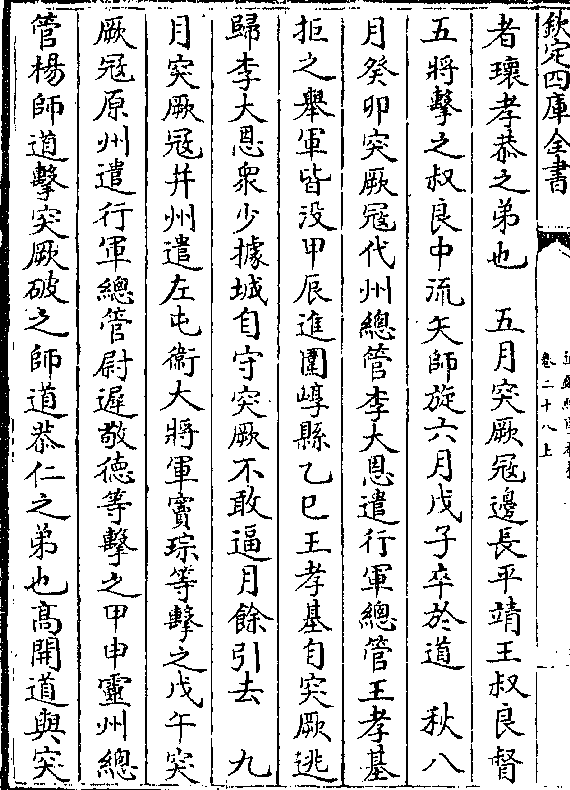 欽定四庫全書
卷二十八上
者瓌孝恭之弟也　五月突厥冦邊長平靖王叔良督
五將擊之叔良中流矢師旋六月戊子卒於道　秋八
月癸卯突厥冦代州總管李大恩遣行軍總管王孝基
拒之舉軍皆没甲辰進圍崞縣乙巳王孝基自突厥逃
歸李大恩衆少據城自守突厥不敢逼月餘引去　九
月突厥冦并州遣左屯衛大將軍竇琮等擊之戊午突
厥冦原州遣行軍總管尉遲敬德等擊之甲申靈州總
管楊師道擊突厥破之師道恭仁之弟也高開道與突